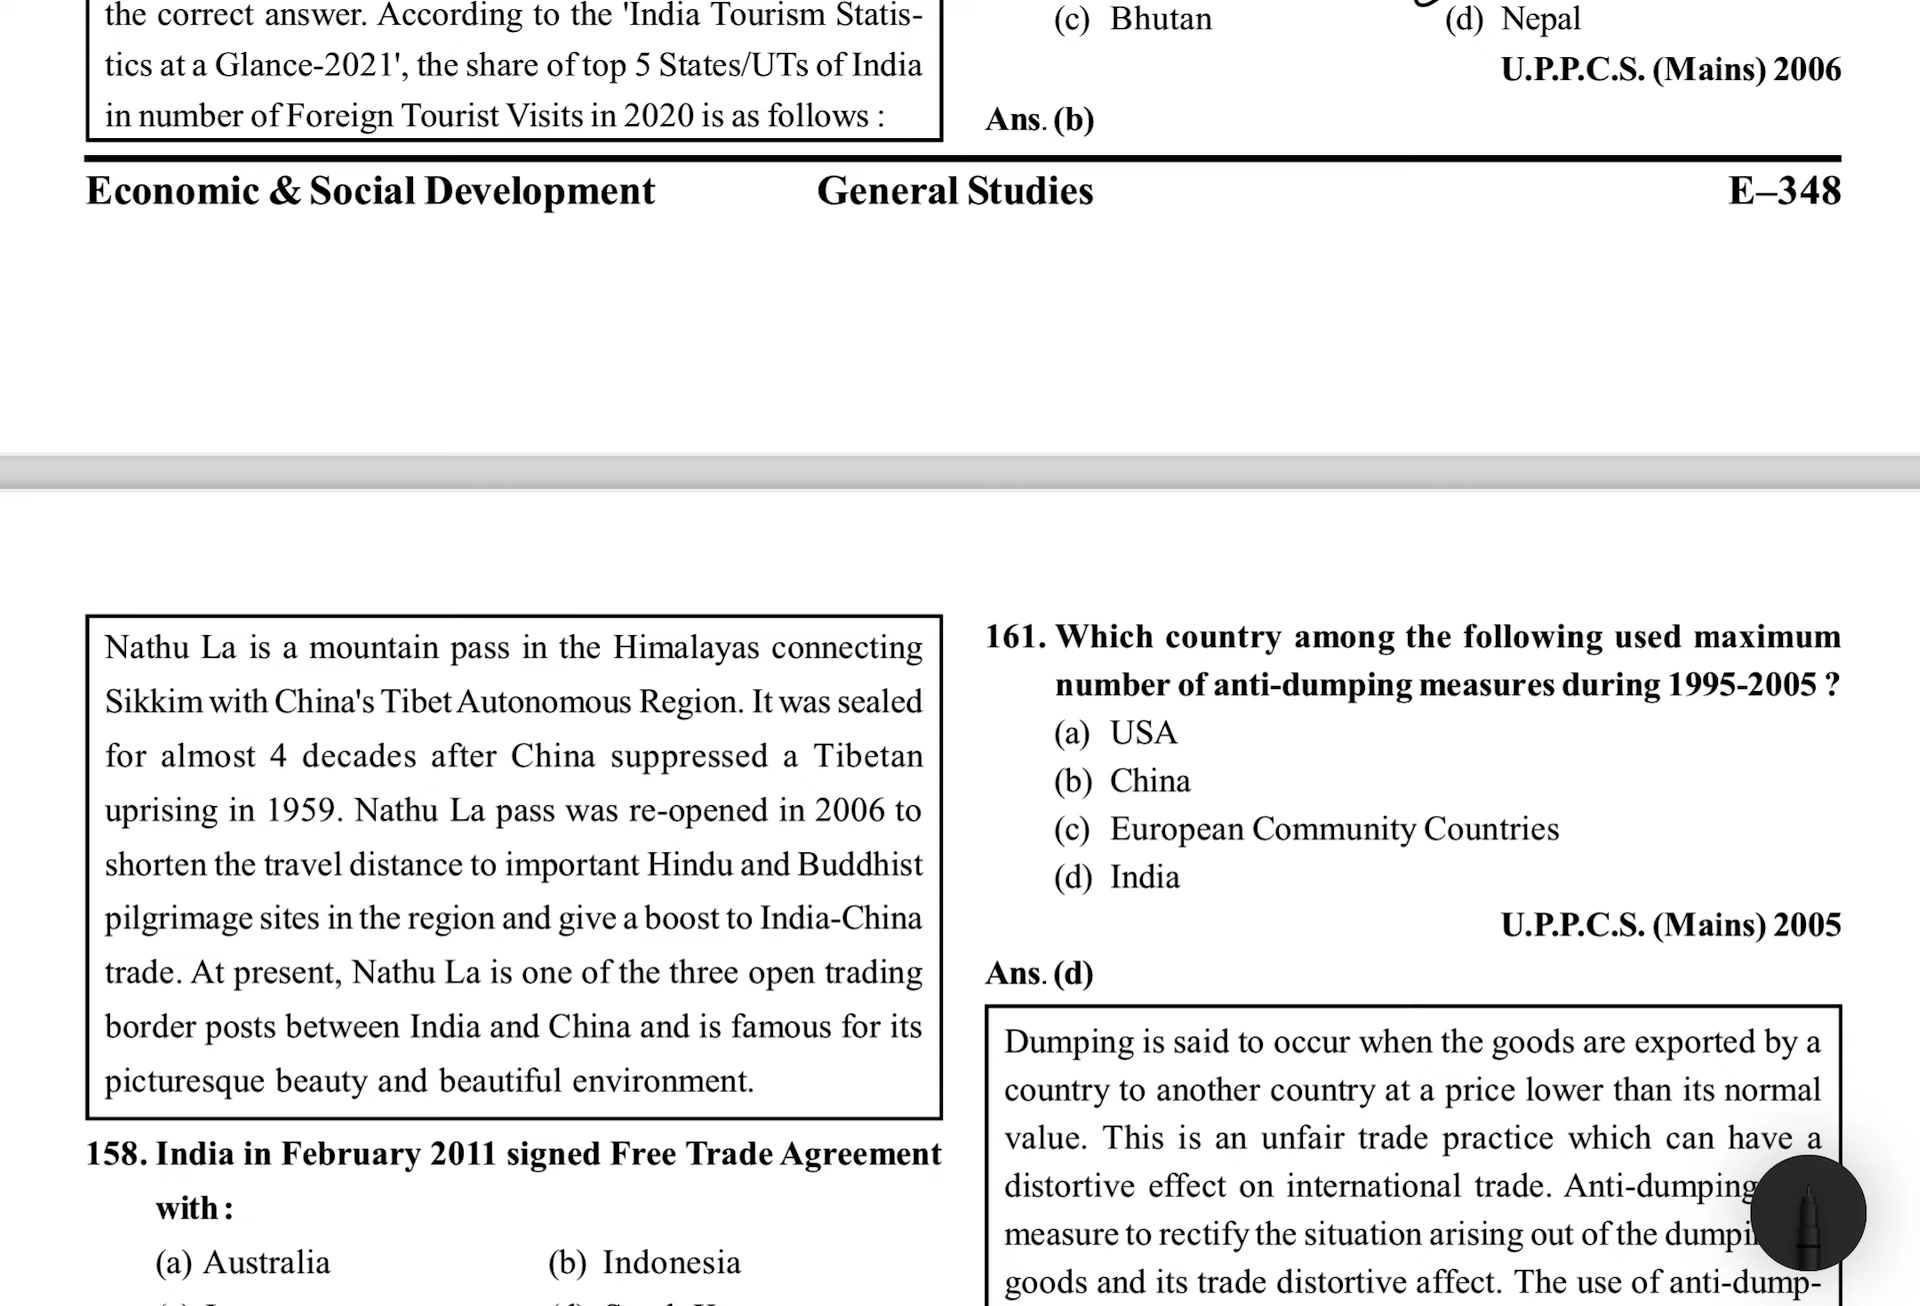 the correct answer. According to the 'India Tourism Statis-
tics at a Glance-2021', the share of top 5 States/UTs of India
in number of Foreign Tourist Visits in 2020 is as follows :
(c) Bhutan (d) Nepal
U.P.P.C.S. (Mains) 2006
Ans. (b)
Economic & Social Development General Studies E–348
Nathu La is a mountain pass in the Himalayas connecting
Sikkim with China's Tibet Autonomous Region. It was sealed
for almost 4 decades after China suppressed a Tibetan
uprising in 1959. Nathu La pass was re-opened in 2006 to
shorten the travel distance to important Hindu and Buddhist
pilgrimage sites in the region and give a boost to India-China
trade. At present, Nathu La is one of the three open trading
border posts between India and China and is famous for its
picturesque beauty and beautiful environment.
158. India in February 2011 signed Free Trade Agreement
with :
(a) Australia (b) Indonesia
161. Which country among the following used maximum
number of anti-dumping measures during 1995-2005 ?
(a) USA
(b) China
(c) European Community Countries
(d) India
U.P.P.C.S. (Mains) 2005
Ans. (d)
Dumping is said to occur when the goods are exported by a
country to another country at a price lower than its normal
value. This is an unfair trade practice which can have a
distortive effect on international trade. Anti-dumping
measure to rectify the situation arising out of the
goods and its trade distortive affect. The use of anti-dump-